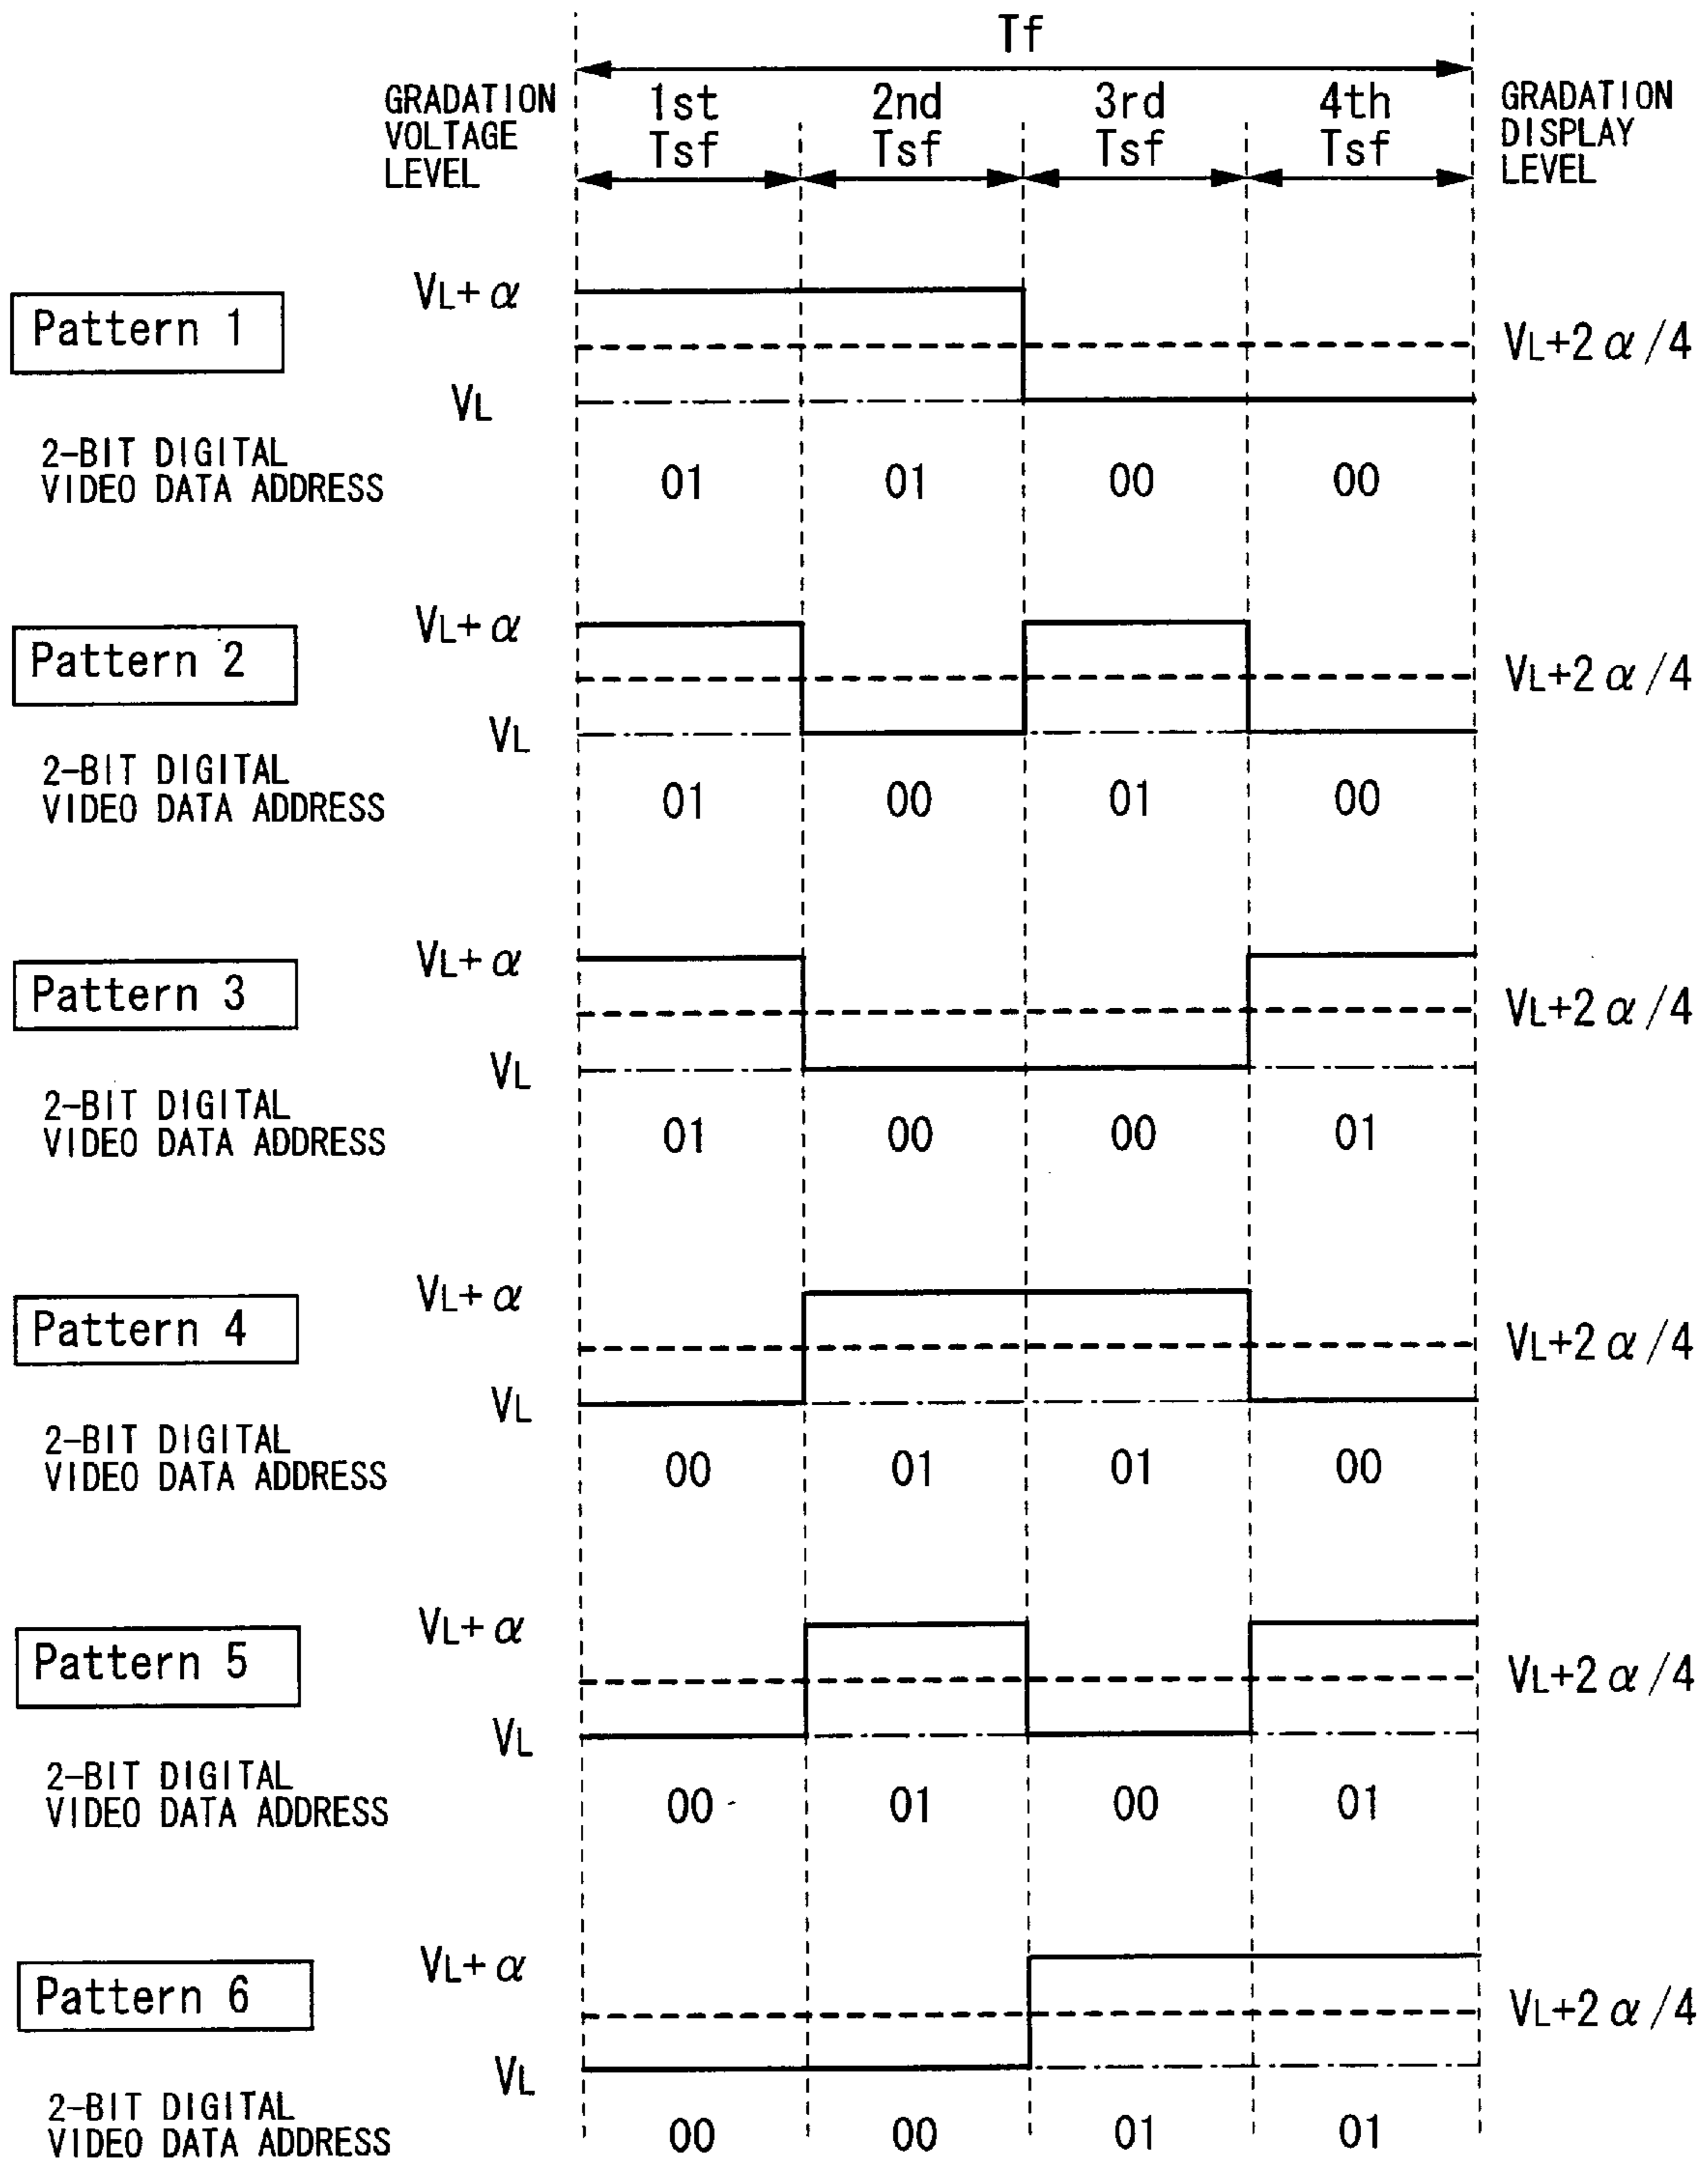 Tf
GRADATION
VOLTAGE
LEVEL
1st
Tsf
2nd
Tsf
3rd
Tsf
4th
Tsf
GRADATION
DISPLAY
LEVEL
Pattern 1
VL+α
VL
VL+2α/4
2-BIT DIGITAL
VIDEO DATA ADDRESS
01 01 00 00
Pattern 2
VL+α
VL
VL+2α/4
2-BIT DIGITAL
VIDEO DATA ADDRESS
01 00 01 00
Pattern 3
VL+α
VL
VL+2α/4
2-BIT DIGITAL
VIDEO DATA ADDRESS
01 00 00 01
Pattern 4
VL+α
VL
VL+2α/4
2-BIT DIGITAL
VIDEO DATA ADDRESS
00 01 01 00
Pattern 5
VL+α
VL
VL+2α/4
2-BIT DIGITAL
VIDEO DATA ADDRESS
00 01 00 01
Pattern 6
VL+α
VL
VL+2α/4
2-BIT DIGITAL
VIDEO DATA ADDRESS
00 00 01 01